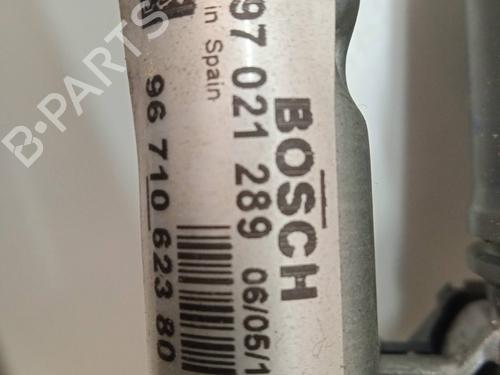 BOSCH
97 021 289 06/05/1
in Spain
96 710 623 80
B-PARTS